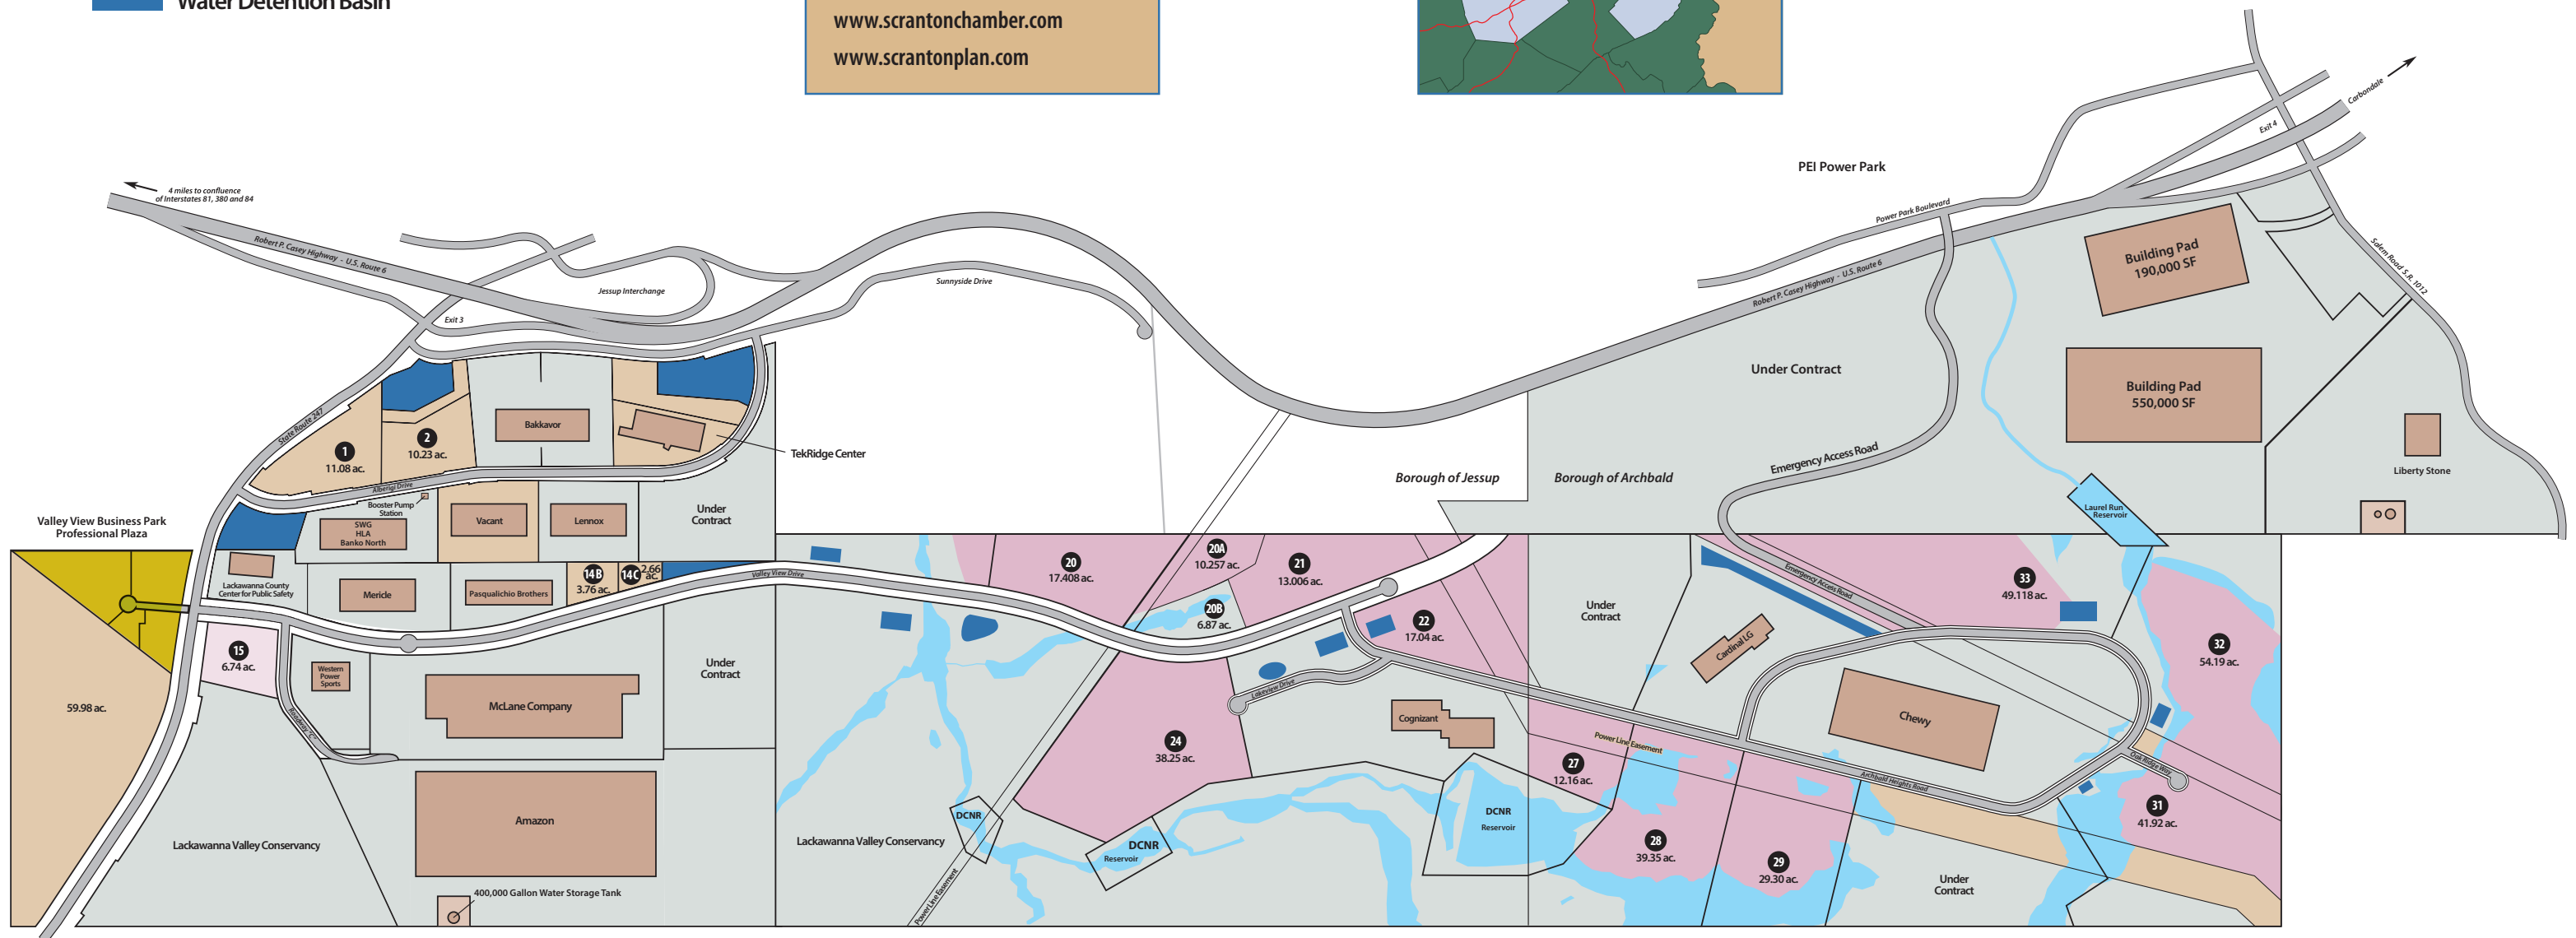 Water Detention Basin
www.scrantonchamber.com
www.scrantonplan.com
Carbondale
Exit 4
PEI Power Park
4 miles to confluence
of Interstates 81, 380 and 84
Power Park Boulevard
Robert P. Casey Highway - U.S. Route 6
Jessup Interchange
Sunnyside Drive
Exit 3
Robert P. Casey Highway - U.S. Route 6
Building Pad
190,000 SF
Salem Road S.R. 1012
Under Contract
Building Pad
550,000 SF
State Route 247
1
11.08 ac.
2
10.23 ac.
Bakkavor
TekRidge Center
Emergency Access Road
Liberty Stone
Borough of Jessup
Borough of Archbald
Alberigi Drive
Booster Pump
Station
Valley View Business Park
Professional Plaza
SWG
HLA
Banko North
Vacant
Lennox
Under
Contract
Laurel Run
Reservoir
Lackawanna County
Center for Public Safety
Meride
Pasqualichio Brothers
14B
3.76 ac.
14C
2.66
ac.
Valley View Drive
20
17.408 ac.
20A
10.257 ac.
21
13.006 ac.
20B
6.87 ac.
22
17.04 ac.
Under
Contract
Emergency Access Road
33
49.118 ac.
32
54.19 ac.
15
6.74 ac.
Western
Power
Sports
Under
Contract
Cardinal LG
Lakeview Drive
59.98 ac.
Roadway "C"
McLane Company
Cognizant
Chewy
24
38.25 ac.
Power Line Easement
27
12.16 ac.
Oak Ridge Way
Archbald Heights Road
31
41.92 ac.
Amazon
DCNR
DCNR
Reservoir
28
39.35 ac.
29
29.30 ac.
Lackawanna Valley Conservancy
Lackawanna Valley Conservancy
DCNR
Reservoir
Under
Contract
400,000 Gallon Water Storage Tank
Power Line Easement